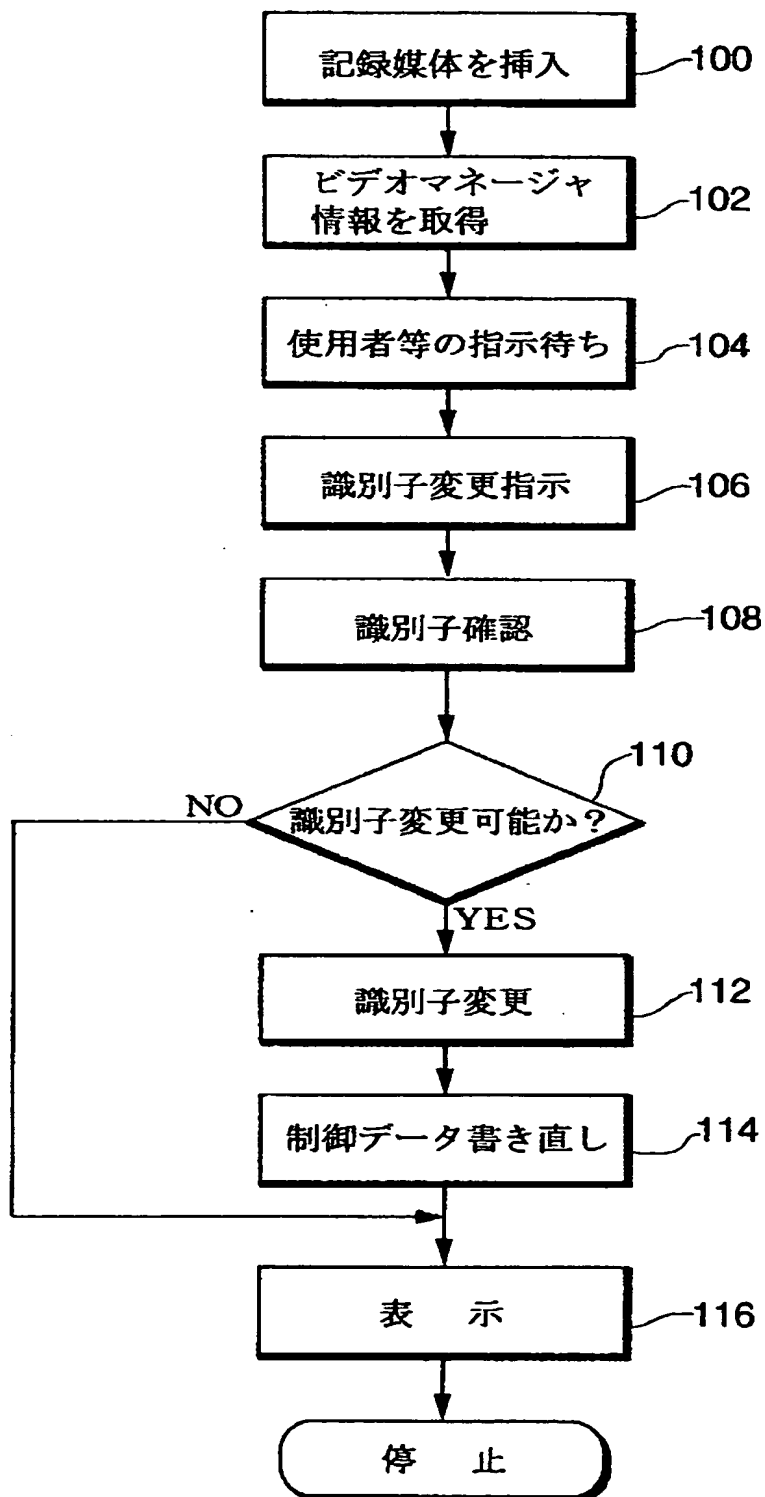 記録媒体を挿入
100
ビデオマネージャ
情報を取得
102
使用者等の指示待ち
104
識別子変更指示
106
識別子確認
108
110
NO
識別子変更可能か？
YES
識別子変更
112
制御データ書き直し
114
表 示
116
停 止